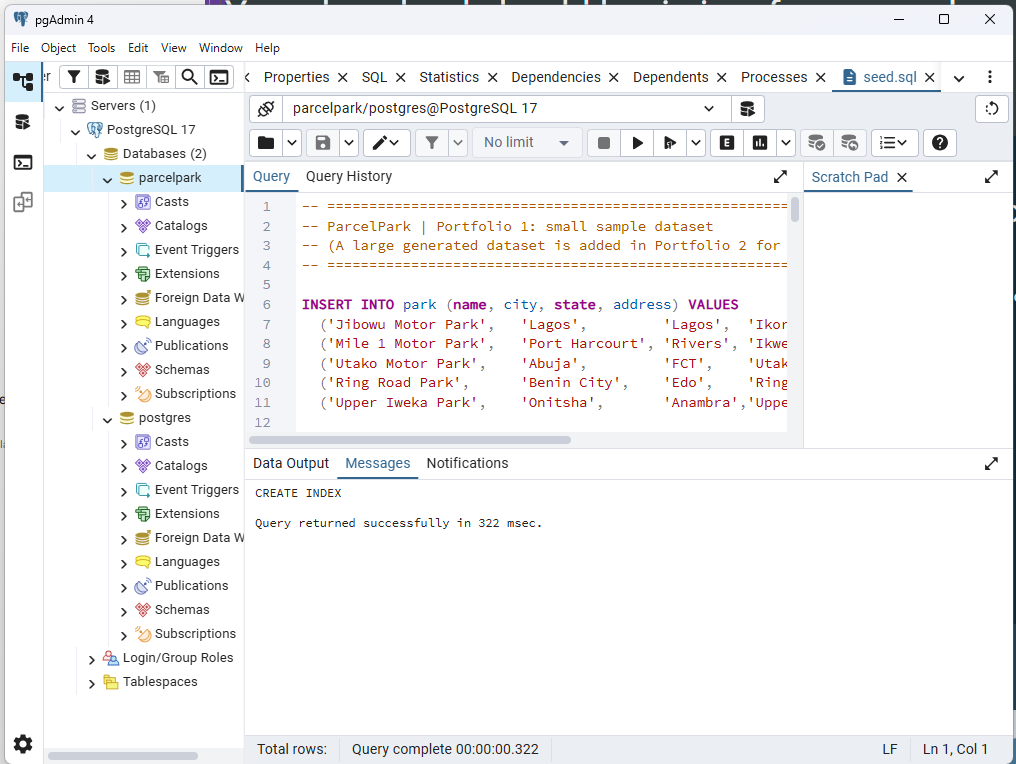 pgAdmin 4
File Object Tools Edit View Window Help
er
Properties SQL Statistics Dependencies Dependents Processes seed.sql
Servers (1)
PostgreSQL 17
Databases (2)
parcelpark
Casts
Catalogs
Event Triggers
Extensions
Foreign Data W
Languages
Publications
Schemas
Subscriptions
postgres
Casts
Catalogs
Event Triggers
Extensions
Foreign Data W
Languages
Publications
Schemas
Subscriptions
Login/Group Roles
Tablespaces
parcelpark/postgres@PostgreSQL 17
No limit
E
Query Query History
Scratch Pad
1 -- =======================================================
2 -- ParcelPark | Portfolio 1: small sample dataset
3 -- (A large generated dataset is added in Portfolio 2 for
4 -- =======================================================
5
6 INSERT INTO park (name, city, state, address) VALUES
7 ('Jibowu Motor Park', 'Lagos', 'Lagos', 'Ikor
8 ('Mile 1 Motor Park', 'Port Harcourt', 'Rivers', 'Ikwe
9 ('Utako Motor Park', 'Abuja', 'FCT', 'Utak
10 ('Ring Road Park', 'Benin City', 'Edo', 'Ring
11 ('Upper Iweka Park', 'Onitsha', 'Anambra','Uppe
12
Data Output Messages Notifications
CREATE INDEX
Query returned successfully in 322 msec.
Total rows: Query complete 00:00:00.322 LF Ln 1, Col 1